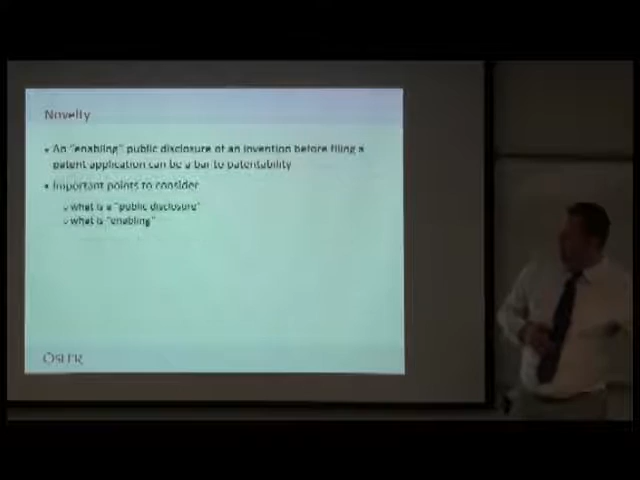 Novelty
• An "enabling" public disclosure of an invention before filing a
patent application can be a bar to patentability
• Important points to consider
o what is a "public disclosure"
o what is "enabling"
OSLER